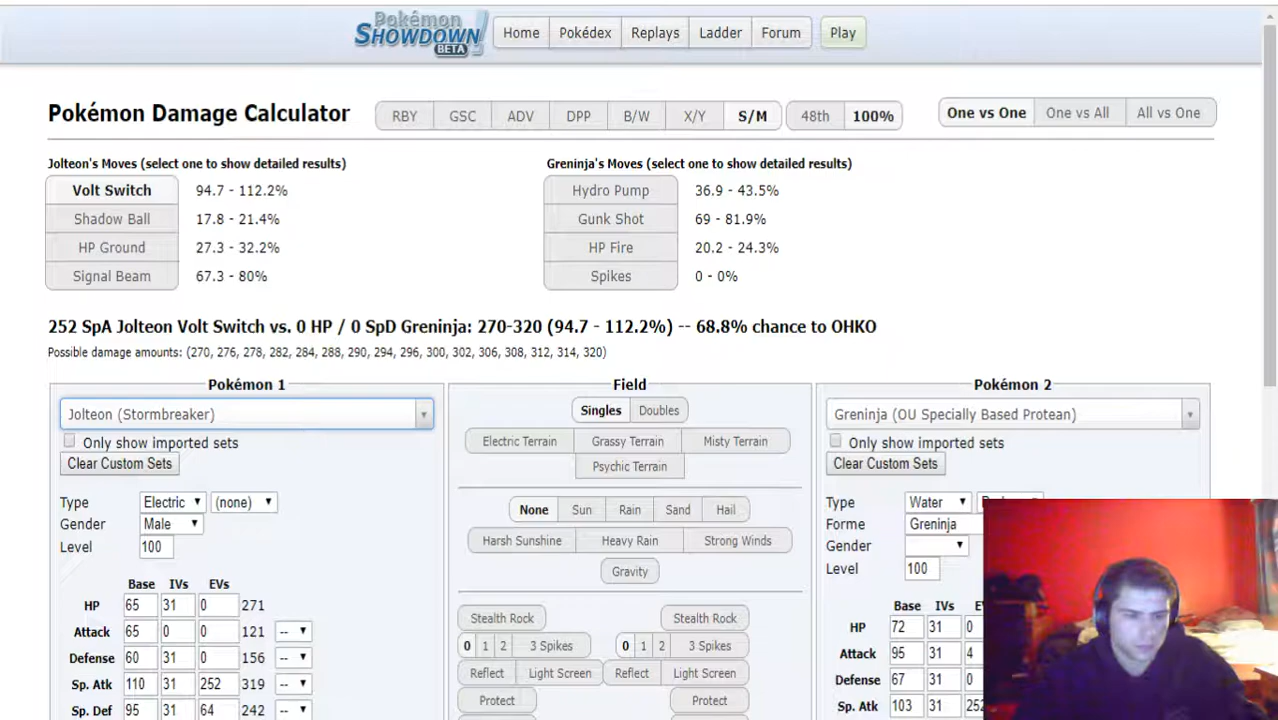 Pokémon SHOWDOWN! BETA Home Pokédex Replays Ladder Forum Play
Pokémon Damage Calculator RBY GSC ADV DPP B/W X/Y S/M 48th 100% One vs One One vs All All vs One
Jolteon's Moves (select one to show detailed results) Greninja's Moves (select one to show detailed results)
Volt Switch 94.7 - 112.2% Hydro Pump 36.9 - 43.5%
Shadow Ball 17.8 - 21.4% Gunk Shot 69 - 81.9%
HP Ground 27.3 - 32.2% HP Fire 20.2 - 24.3%
Signal Beam 67.3 - 80% Spikes 0 - 0%
252 SpA Jolteon Volt Switch vs. 0 HP / 0 SpD Greninja: 270-320 (94.7 - 112.2%) -- 68.8% chance to OHKO
Possible damage amounts: (270, 276, 278, 282, 284, 288, 290, 294, 296, 300, 302, 306, 308, 312, 314, 320)
Pokémon 1 Field Pokémon 2
Jolteon (Stormbreaker) Singles Doubles Greninja (OU Specially Based Protean)
Only show imported sets Electric Terrain Grassy Terrain Misty Terrain Only show imported sets
Clear Custom Sets Psychic Terrain Clear Custom Sets
Type Electric (none) None Sun Rain Sand Hail Type Water
Gender Male Forme Greninja
Level 100 Harsh Sunshine Heavy Rain Strong Winds Gender
Gravity Level 100
Base IVs EVs Base IVs
HP 65 31 0 271 Stealth Rock Stealth Rock HP 72 31 0
Attack 65 0 0 121 -- 0 1 2 3 Spikes 0 1 2 3 Spikes Attack 95 31 4
Defense 60 31 0 156 -- Reflect Light Screen Reflect Light Screen Defense 67 31 0
Sp. Atk 110 31 252 319 -- Protect Protect Sp. Atk 103 31
Sp. Def 95 31 64 242 --